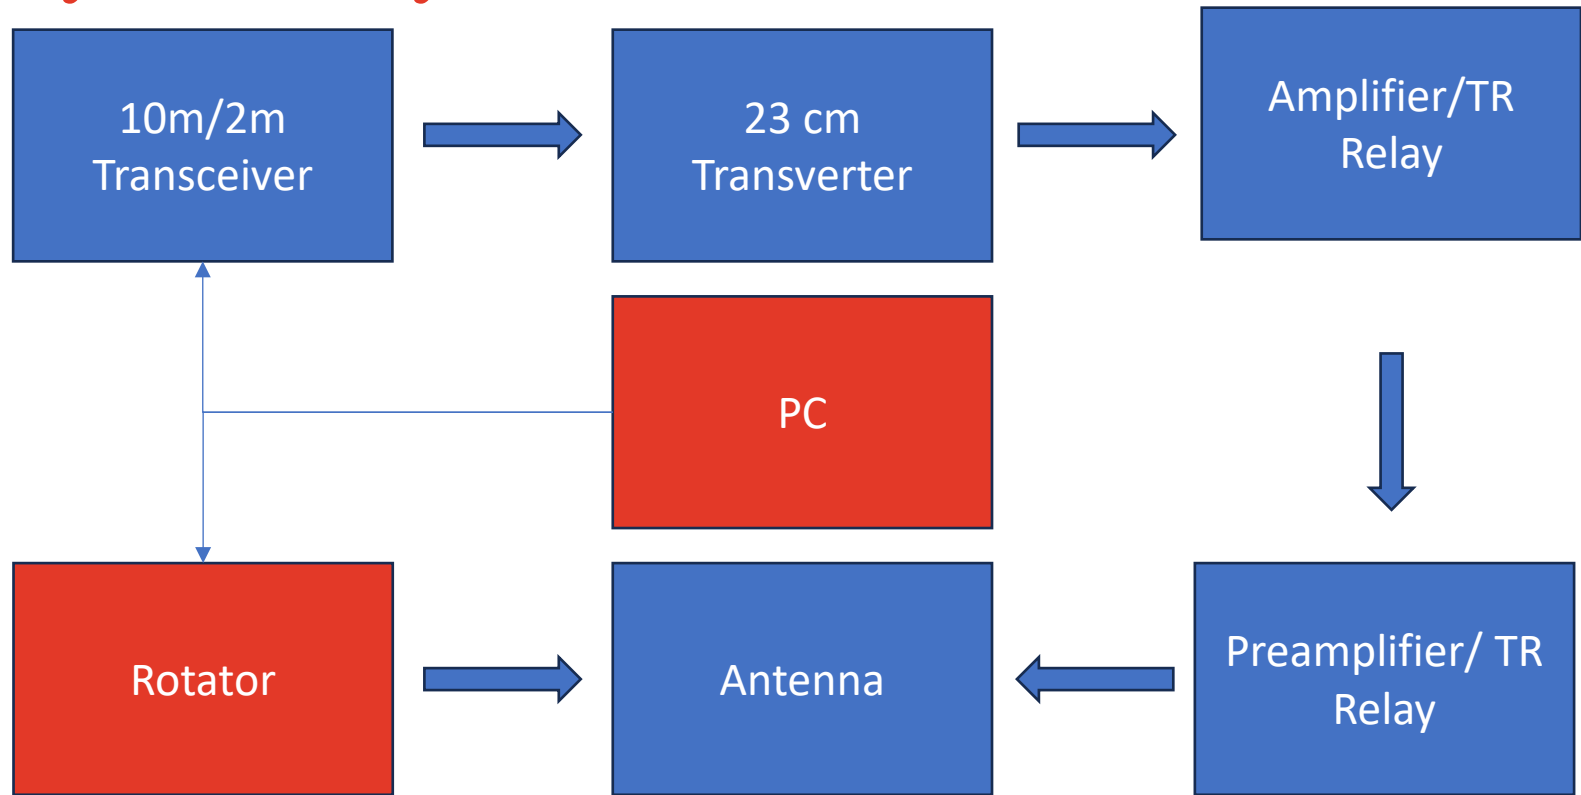 10m/2m
Transceiver
23 cm
Transverter
Amplifier/TR
Relay
PC
Rotator
Antenna
Preamplifier/ TR
Relay